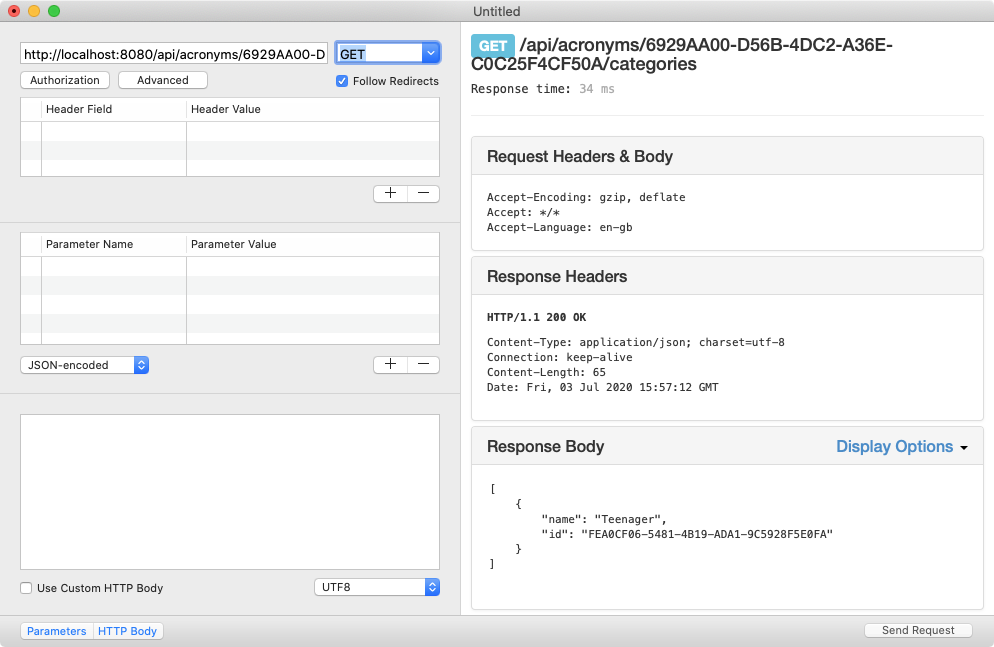 Untitled
http://localhost:8080/api/acronyms/6929AA00-D
GET
Authorization
Advanced
Follow Redirects
Header Field
Header Value
Parameter Name
Parameter Value
JSON-encoded
Use Custom HTTP Body
UTF8
Parameters
HTTP Body
GET /api/acronyms/6929AA00-D56B-4DC2-A36E-
C0C25F4CF50A/categories
Response time: 34 ms
Request Headers & Body
Accept-Encoding: gzip, deflate
Accept: */*
Accept-Language: en-gb
Response Headers
HTTP/1.1 200 OK
Content-Type: application/json; charset=utf-8
Connection: keep-alive
Content-Length: 65
Date: Fri, 03 Jul 2020 15:57:12 GMT
Response Body
Display Options
[
{
"name": "Teenager",
"id": "FEA0CF06-5481-4B19-ADA1-9C5928F5E0FA"
}
]
Send Request